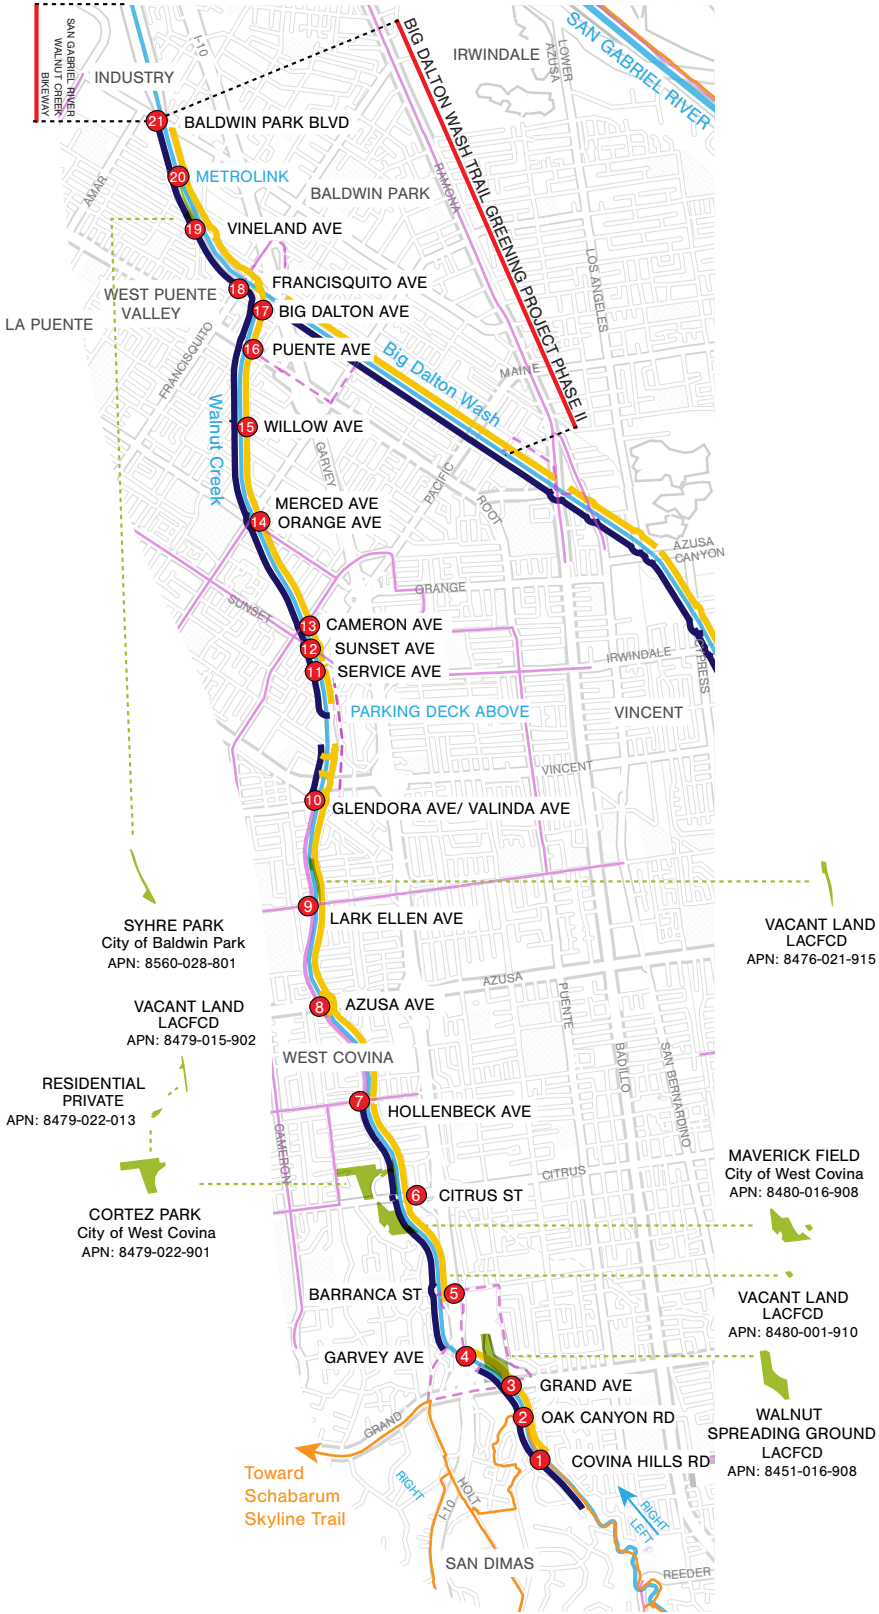 SAN GABRIEL RIVER
WALNUT CREEK
BIKEWAY
I-10
INDUSTRY
BIG DALTON WASH TRAIL GREENING PROJECT PHASE II
IRWINDALE
LOWER
AZUSA
SAN GABRIEL RIVER
21 BALDWIN PARK BLVD
20 METROLINK
AMAR
BALDWIN PARK
RAMONA
19 VINELAND AVE
LOS ANGELES
18 FRANCISQUITO AVE
WEST PUENTE
VALLEY
17 BIG DALTON AVE
LA PUENTE
16 PUENTE AVE
FRANCISQUITO
Big Dalton Wash
MAINE
Walnut Creek
15 WILLOW AVE
GARVEY
PACIFIC
ROOT
14 MERCED AVE
ORANGE AVE
AZUSA
CANYON
ORANGE
SUNSET
13 CAMERON AVE
12 SUNSET AVE
11 SERVICE AVE
IRWINDALE
CYPRESS
PARKING DECK ABOVE
VINCENT
VINCENT
10 GLENDORA AVE/ VALINDA AVE
9 LARK ELLEN AVE
SYHRE PARK
City of Baldwin Park
APN: 8560-028-801
VACANT LAND
LACFCD
APN: 8476-021-915
AZUSA
PUENTE
8 AZUSA AVE
VACANT LAND
LACFCD
APN: 8479-015-902
WEST COVINA
BADILLO
SAN BERNARDINO
RESIDENTIAL
PRIVATE
APN: 8479-022-013
7 HOLLENBECK AVE
CAMERON
CITRUS
MAVERICK FIELD
City of West Covina
APN: 8480-016-908
6 CITRUS ST
CORTEZ PARK
City of West Covina
APN: 8479-022-901
BARRANCA ST 5
VACANT LAND
LACFCD
APN: 8480-001-910
GARVEY AVE 4
3 GRAND AVE
2 OAK CANYON RD
GRAND
WALNUT
SPREADING GROUND
LACFCD
APN: 8451-016-908
1 COVINA HILLS RD
Toward
Schabarum
Skyline Trail
RIGHT
HOLT
I-10
RIGHT
LEFT
SAN DIMAS
REEDER